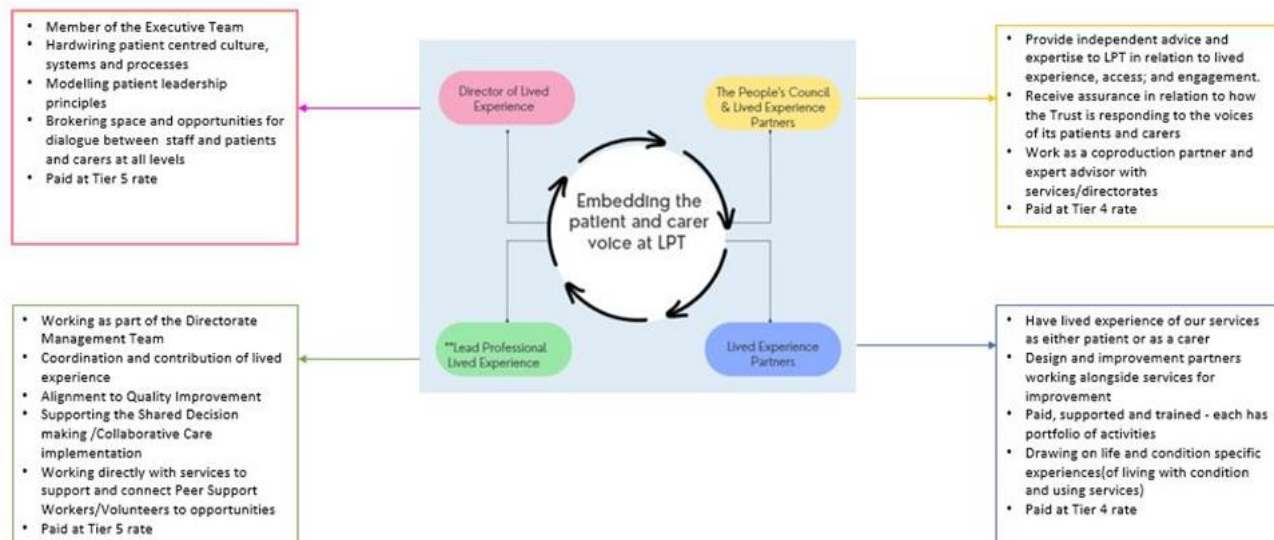 • Member of the Executive Team
• Hardwiring patient centred culture,
systems and processes
• Modelling patient leadership
principles
• Brokering space and opportunities for
dialogue between staff and patients
and carers at all levels
• Paid at Tier 5 rate
Director of Lived
Experience
The People's Council
& Lived Experience
Partners
• Provide independent advice and
expertise to LPT in relation to lived
experience, access; and engagement.
• Receive assurance in relation to how
the Trust is responding to the voices
of its patients and carers
• Work as a coproduction partner and
expert advisor with
services/directorates
• Paid at Tier 4 rate
Embedding the
patient and carer
voice at LPT
• Working as part of the Directorate
Management Team
• Coordination and contribution of lived
experience
• Alignment to Quality Improvement
• Supporting the Shared Decision
making /Collaborative Care
implementation
• Working directly with services to
support and connect Peer Support
Workers/Volunteers to opportunities
• Paid at Tier 5 rate
**Lead Professional
Lived Experience
Lived Experience
Partners
• Have lived experience of our services
as either patient or as a carer
• Design and improvement partners
working alongside services for
improvement
• Paid, supported and trained - each has
portfolio of activities
• Drawing on life and condition specific
experiences(of living with condition
and using services)
• Paid at Tier 4 rate